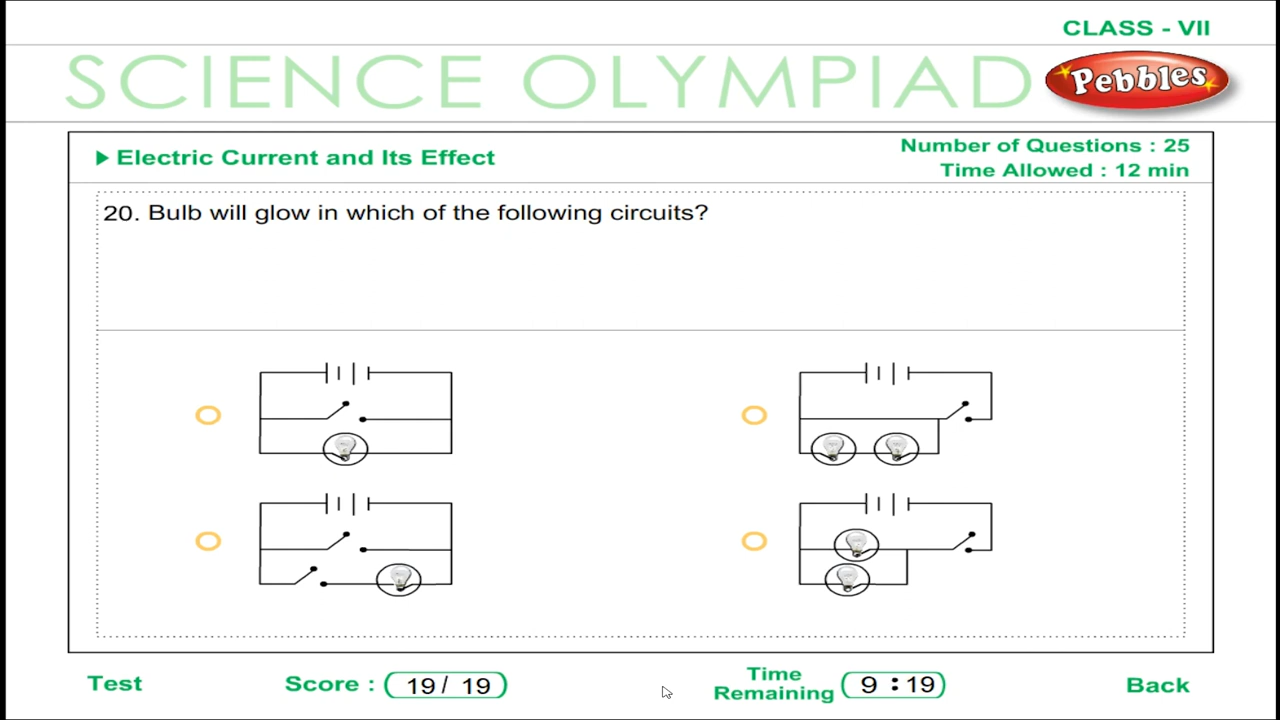 CLASS - VII
SCIENCE OLYMPIAD
Pebbles
Electric Current and Its Effect
Number of Questions : 25
Time Allowed : 12 min
20. Bulb will glow in which of the following circuits?
Test
Score : 19 / 19
Time Remaining 9 : 19
Back